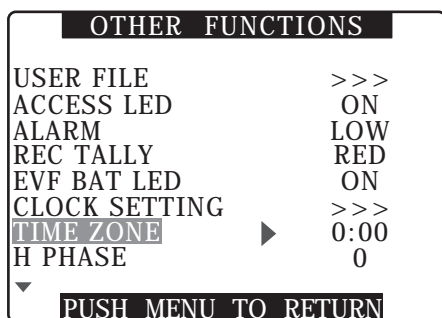 OTHER FUNCTIONS
USER FILE >>>
ACCESS LED ON
ALARM LOW
REC TALLY RED
EVF BAT LED ON
CLOCK SETTING >>>
TIME ZONE ▶ 0:00
H PHASE 0
▼
PUSH MENU TO RETURN